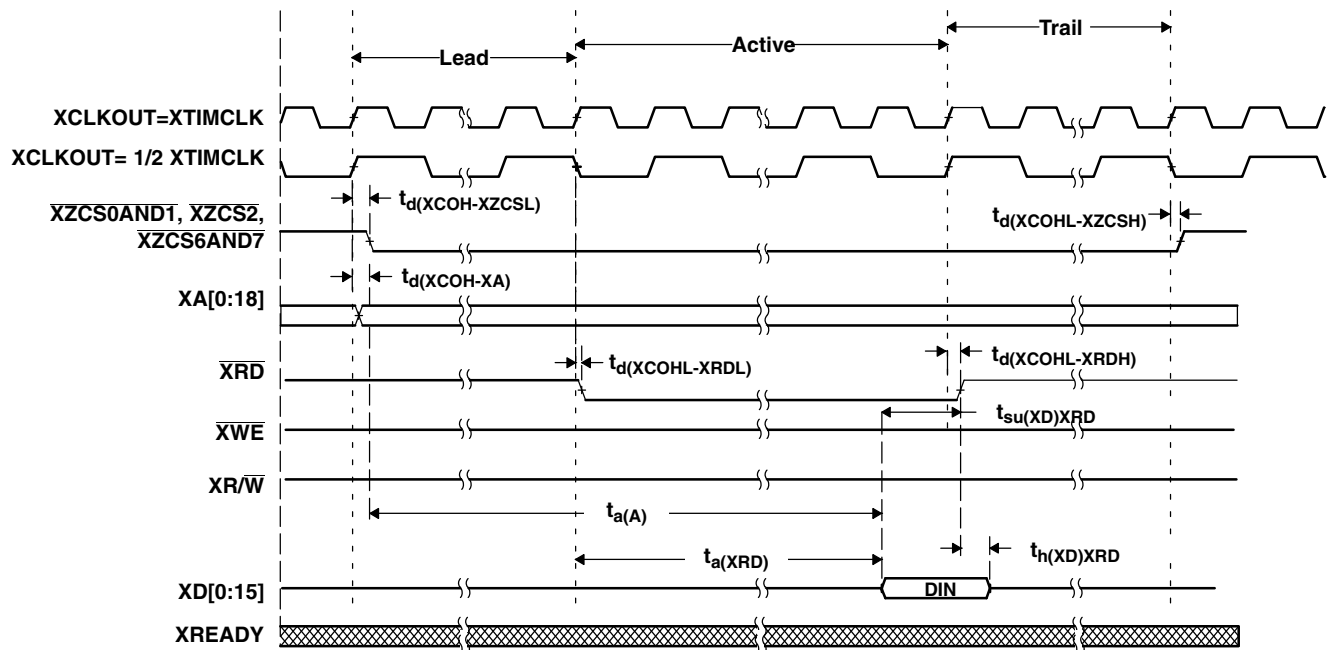 Trail
Active
Lead
XCLKOUT=XTIMCLK
XCLKOUT= 1/2 XTIMCLK
td(XCOH-XZCSL)
XZCS0AND1, XZCS2,
XZCS6AND7
td(XCOHL-XZCSH)
td(XCOH-XA)
XA[0:18]
XRD
td(XCOHL-XRDL)
td(XCOHL-XRDH)
tsu(XD)XRD
XWE
XR/W
ta(A)
ta(XRD)
th(XD)XRD
XD[0:15]
DIN
XREADY